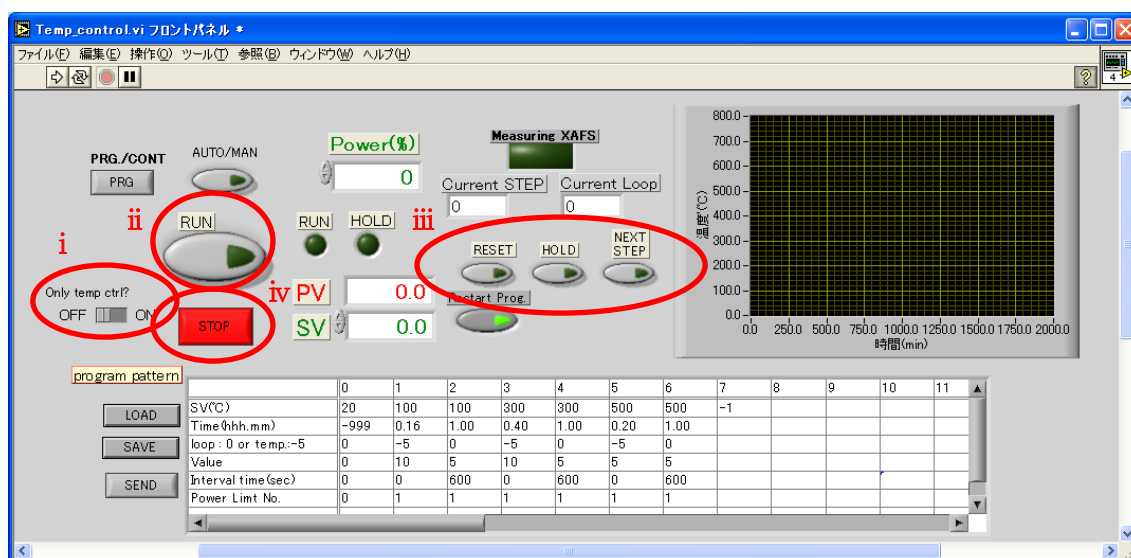 Temp_control.vi フロントパネル *
ファイル(F) 編集(E) 操作(O) ツール(T) 参照(B) ウィンドウ(W) ヘルプ(H)
?
4
PRG./CONT
PRG
AUTO/MAN
Power(%)
0
Measuring XAFS
Current STEP
0
Current Loop
0
ii
RUN
RUN
HOLD
iii
RESET
HOLD
NEXT
STEP
Restart Prog.
i
Only temp ctrl?
OFF
ON
STOP
iv
PV
0.0
SV
0.0
温度(℃)
800.0
700.0
600.0
500.0
400.0
300.0
200.0
100.0
0.0
0.0 250.0 500.0 750.0 1000.0 1250.0 1500.0 1750.0 2000.0
時間(min)
program pattern
LOAD
SAVE
SEND
0 1 2 3 4 5 6 7 8 9 10 11
SV(℃) 20 100 100 300 300 500 500 -1
Time(hhh.mm) -999 0.16 1.00 0.40 1.00 0.20 1.00
loop : 0 or temp.:-5 0 -5 0 -5 0 -5 0
Value 0 10 5 10 5 5 5
Interval time(sec) 0 0 600 0 600 0 600
Power Limt No. 0 1 1 1 1 1 1